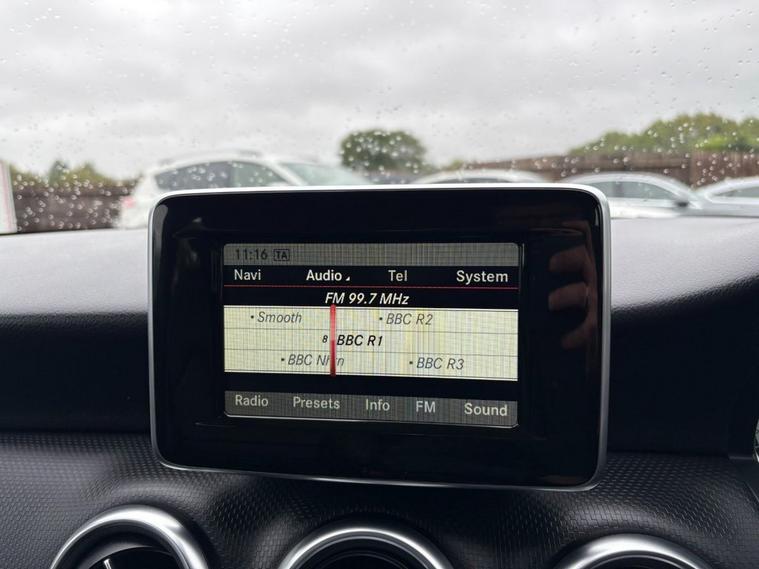 11:16 TA
Navi Audio Tel System
FM 99.7 MHz
• Smooth • BBC R2
8 BBC R1
• BBC • BBC R3
Radio Presets Info FM Sound